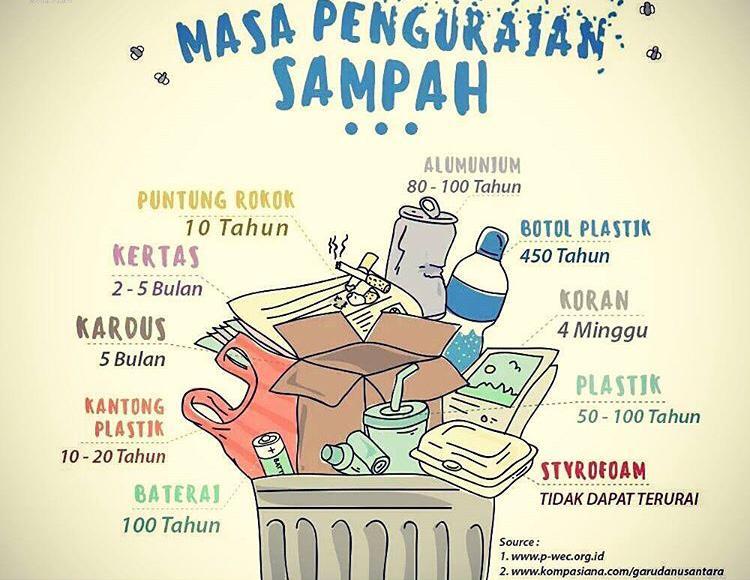 MASA PENGURAIAN
SAMPAH
ALUMUNIUM
80 - 100 Tahun
PUNTUNG ROKOK
10 Tahun
BOTOL PLASTIK
450 Tahun
KERTAS
2 - 5 Bulan
KORAN
4 Minggu
KARDUS
5 Bulan
PLASTIK
50 - 100 Tahun
KANTONG
PLASTIK
10 - 20 Tahun
STYROFOAM
TIDAK DAPAT TERURAI
BATERAI
100 Tahun
Source :
1. www.p-wec.org.id
2. www.kompasiana.com/garudanusantara